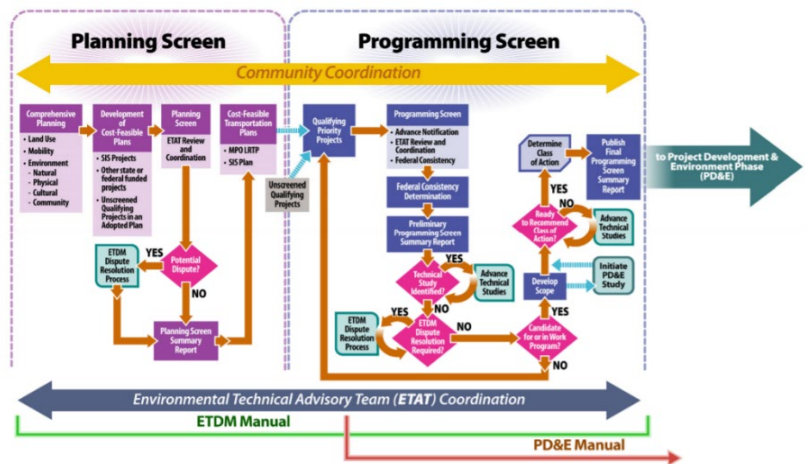 Planning Screen
Programming Screen
Community Coordination
Comprehensive
Planning
• Land Use
• Mobility
• Environment
- Natural
- Physical
- Cultural
- Community
Development
of
Cost-Feasible
Plans
• SIS Projects
• Other state or
federal funded
projects
• Unscreened
Qualifying
Projects in an
Adopted Plan
Planning
Screen
ETAT Review
and
Coordination
Cost-Feasible
Transportation
Plans
• MPO LRTP
• SIS Plan
Unscreened
Qualifying
Projects
Potential
Dispute?
YES
NO
ETDM
Dispute
Resolution
Process
Planning Screen
Summary
Report
Qualifying
Priority
Projects
Programming
Screen
• Advance Notification
• ETAT Review and
Coordination
• Federal Consistency
Federal Consistency
Determination
Preliminary
Programming Screen
Summary Report
Technical
Study
Identified?
YES
NO
Advance
Technical
Studies
ETDM
Dispute
Resolution
Required?
YES
NO
ETDM
Dispute
Resolution
Process
Candidate
for or in Work
Program?
YES
NO
Develop
Scope
Initiate
PD&E
Study
Ready
to Recommend
Class of
Action?
YES
NO
Advance
Technical
Studies
Determine
Class
of Action
Publish
Final
Programming
Screen
Summary
Report
to Project Development &
Environment Phase
(PD&E)
Environmental Technical Advisory Team (ETAT) Coordination
ETDM Manual
PD&E Manual